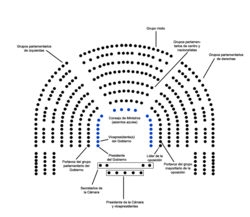 Grupo mixto
Grupos parlamentarios
de izquierdas
Grupos parlamen-
tarios de centro y
nacionalistas
Grupos parlamentarios
de derechas
Consejo de Ministros
(asientos azules)
Vicepresidente(s) del
Gobierno
Presidente
del Gobierno
Líder de la
oposición
Portavoz del grupo
parlamentario del
Gobierno
Portavoz del grupo
mayoritario de la
oposición
Secretarios de
la Cámara
Presidente de la Cámara
y vicepresidentes